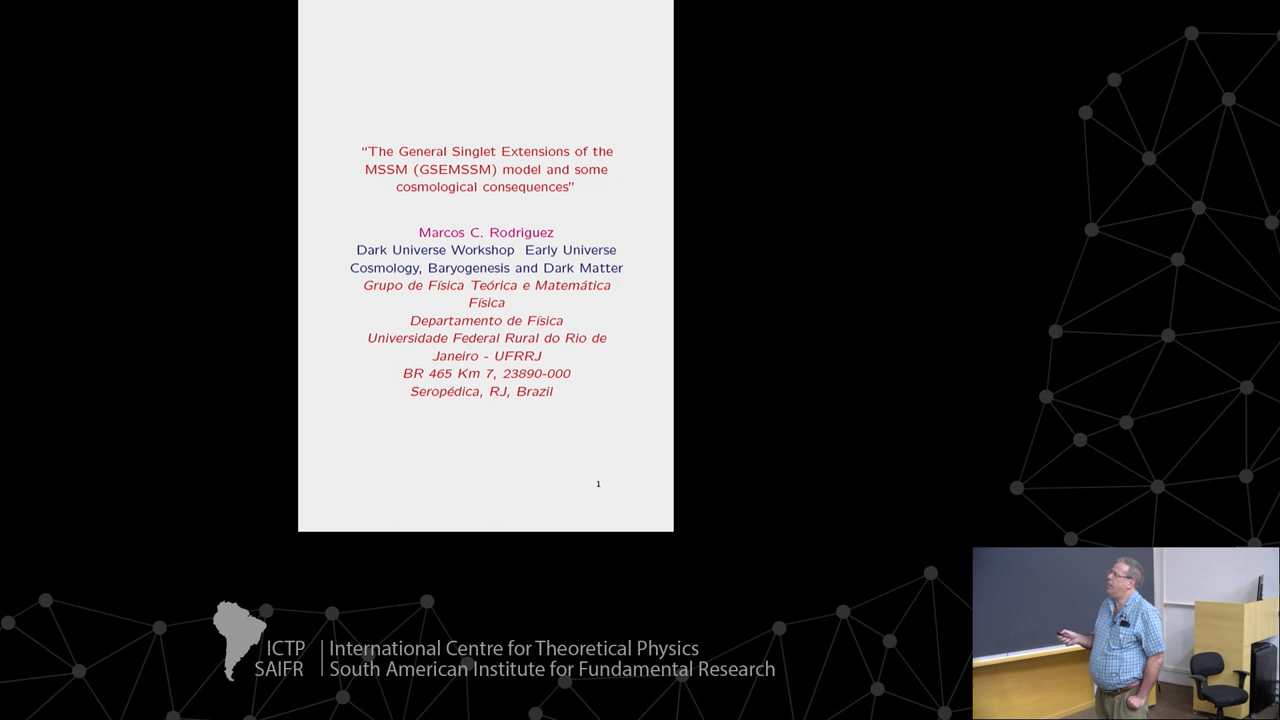 “The General Singlet Extensions of the
MSSM (GSEMSSM) model and some
cosmological consequences”
Marcos C. Rodriguez
Dark Universe Workshop Early Universe
Cosmology, Baryogenesis and Dark Matter
Grupo de Física Teórica e Matemática
Física
Departamento de Física
Universidade Federal Rural do Rio de
Janeiro - UFRRJ
BR 465 Km 7, 23890-000
Seropédica, RJ, Brazil
1
ICTP | International Centre for Theoretical Physics
SAIFR | South American Institute for Fundamental Research